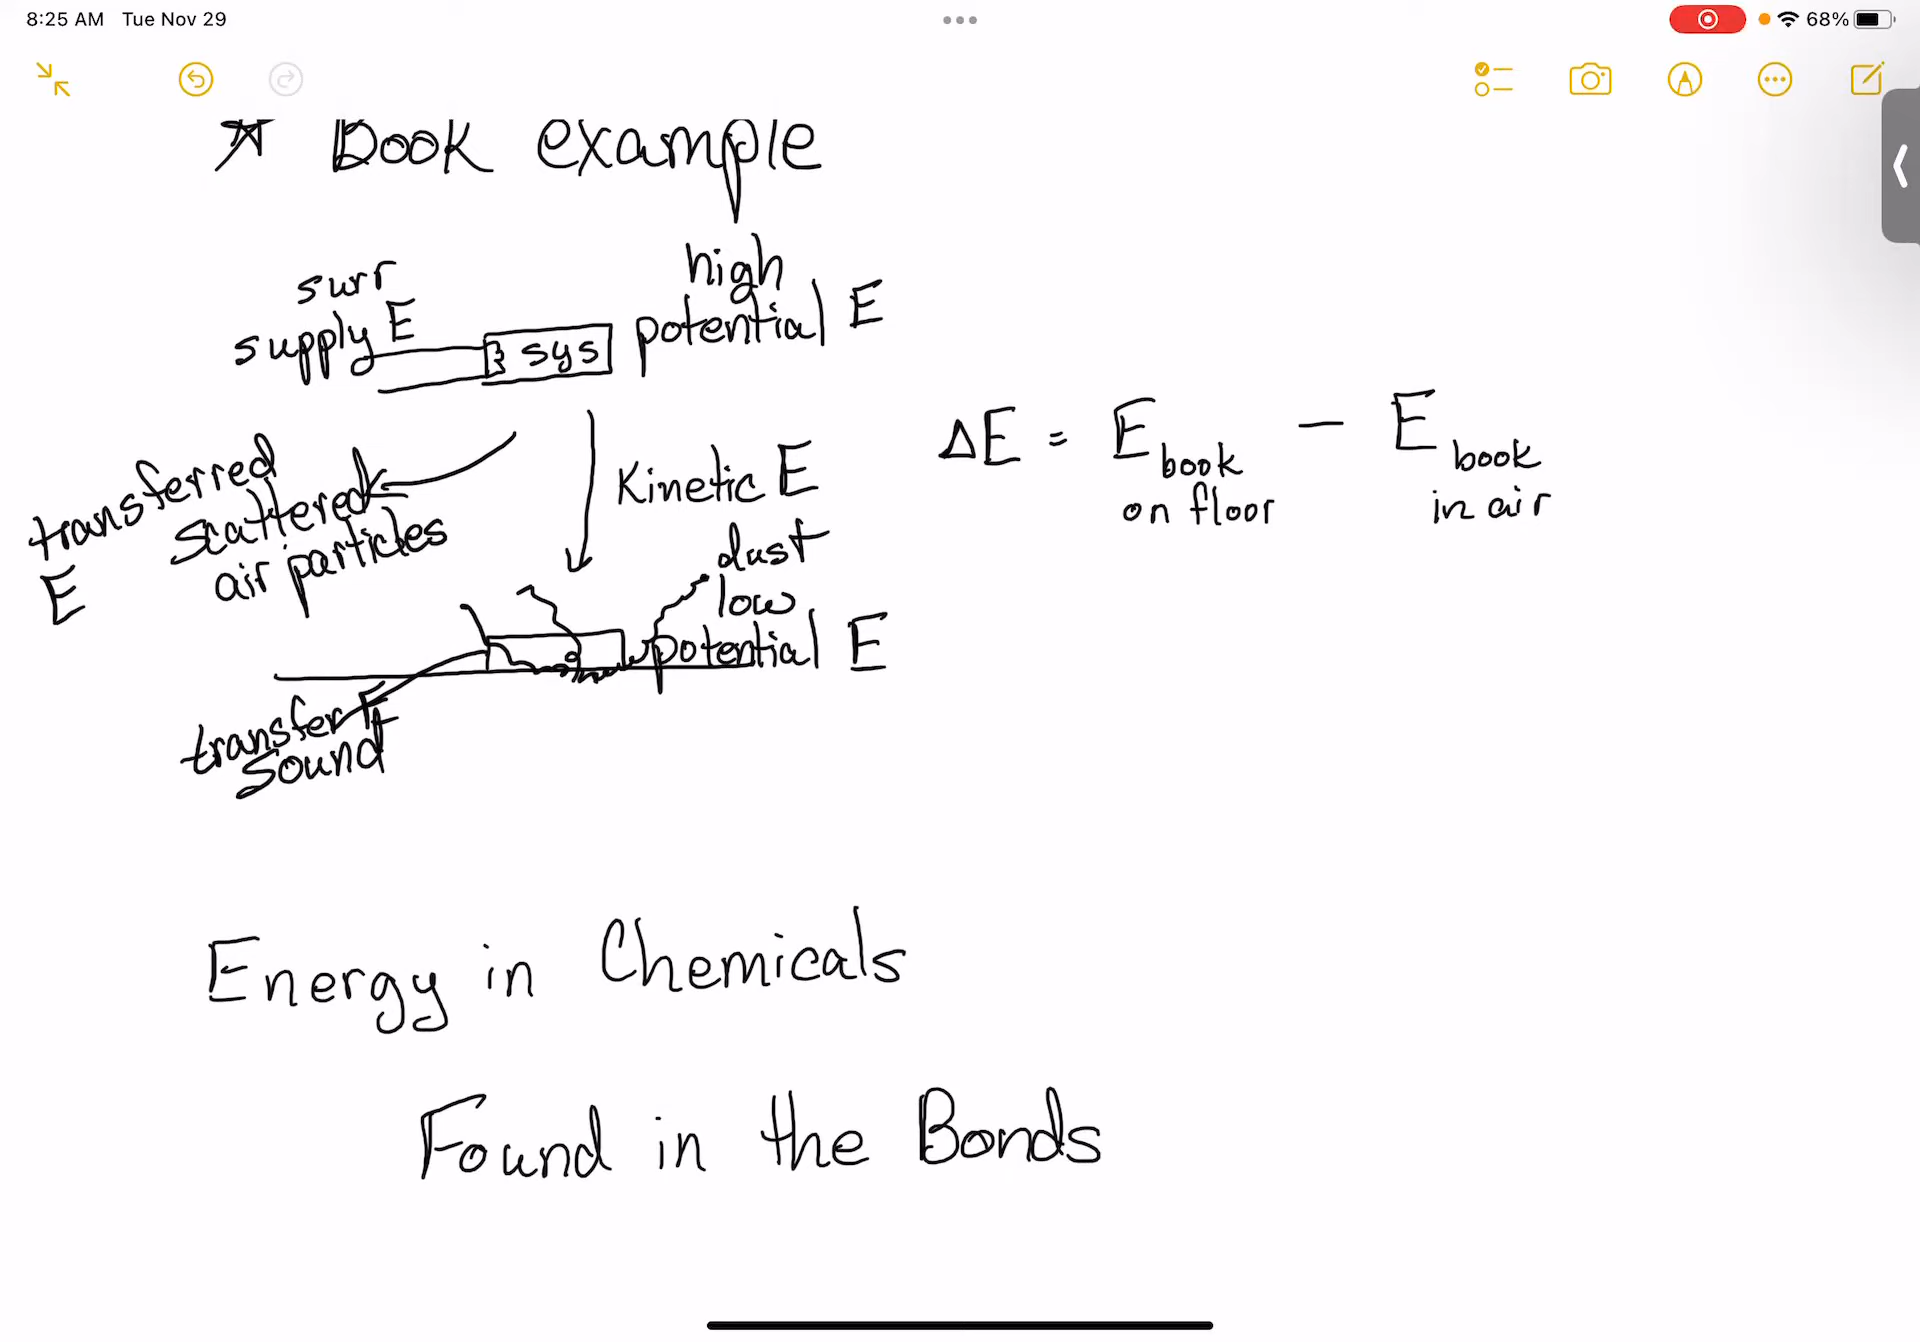 8:25 AM Tue Nov 29
68%
* Book example
surr
supply E
sys
high
potential E
transferred
scattered
air particles
E
Kinetic E
dust
low
potential E
transfer E
sound
ΔE = E book on floor − E book in air
Energy in Chemicals
Found in the Bonds